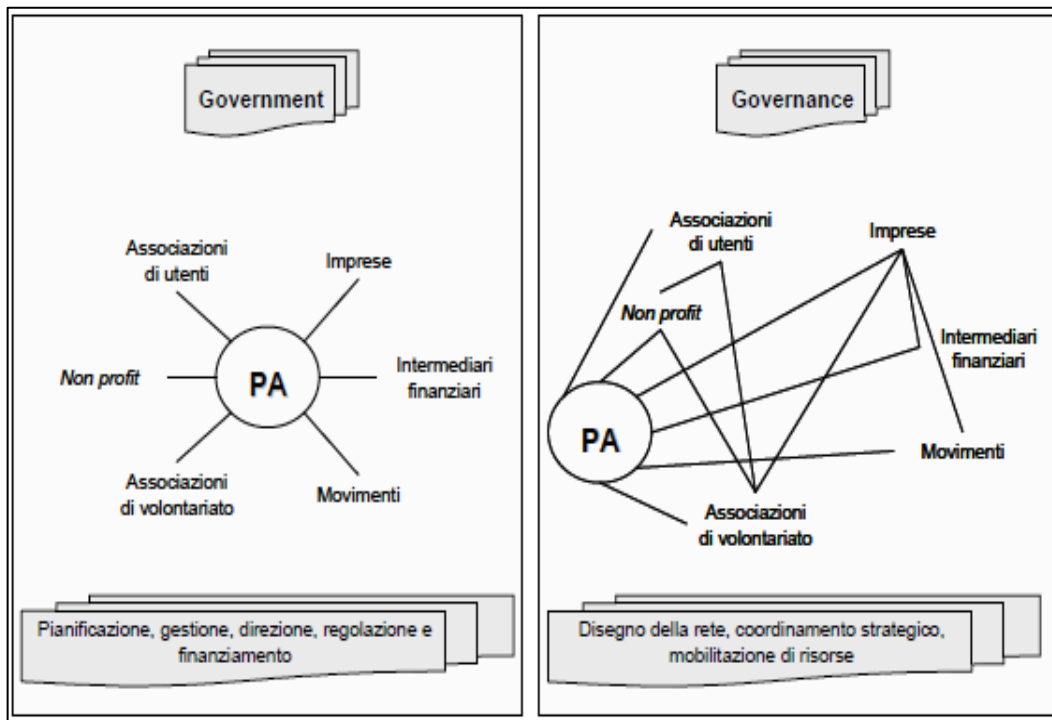 Government
Associazioni
di utenti
Imprese
Non profit
PA
Intermediari
finanziari
Associazioni
di volontariato
Movimenti
Pianificazione, gestione, direzione, regolazione e
finanziamento
Governance
Associazioni
di utenti
Imprese
Non profit
Intermediari
finanziari
PA
Movimenti
Associazioni
di volontariato
Disegno della rete, coordinamento strategico,
mobilitazione di risorse